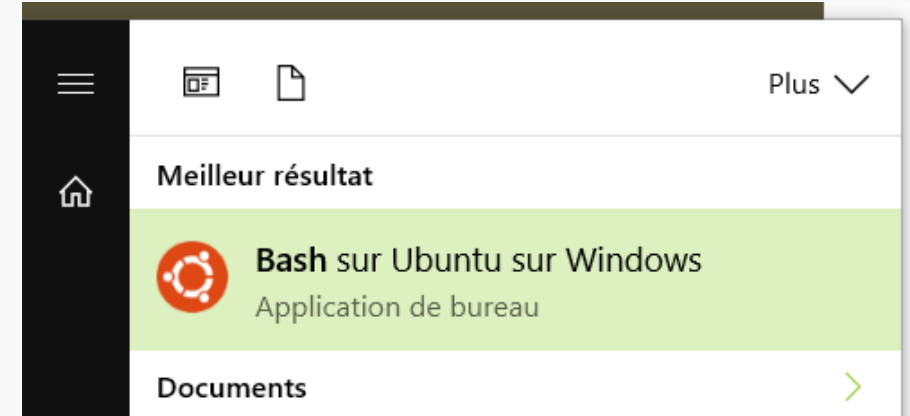 Plus
Meilleur résultat
Bash sur Ubuntu sur Windows
Application de bureau
Documents